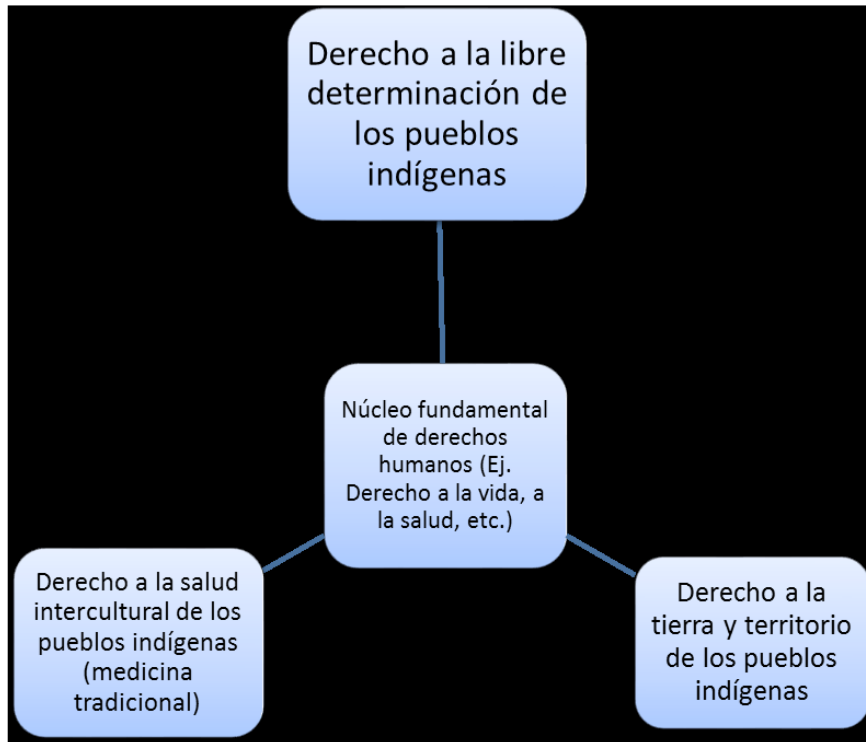 Derecho a la libre
determinación de
los pueblos
indígenas
Núcleo fundamental
de derechos
humanos (Ej.
Derecho a la vida, a
la salud, etc.)
Derecho a la salud
intercultural de los
pueblos indígenas
(medicina
tradicional)
Derecho a la
tierra y territorio
de los pueblos
indígenas